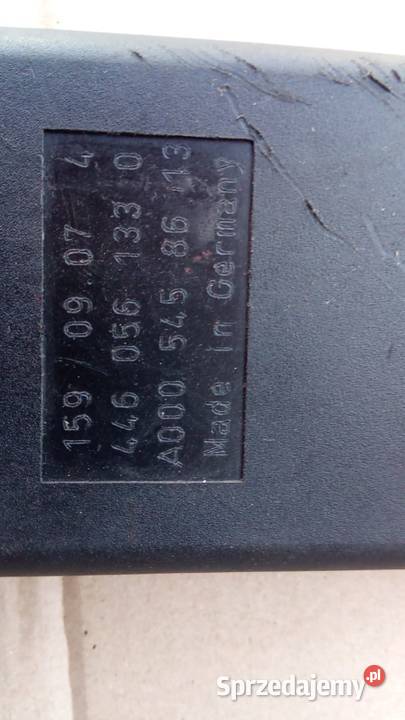 159 / 09 07 4
446 056 133 0
A000 545 86 13
Made in Germany
Sprzedajemy .pl